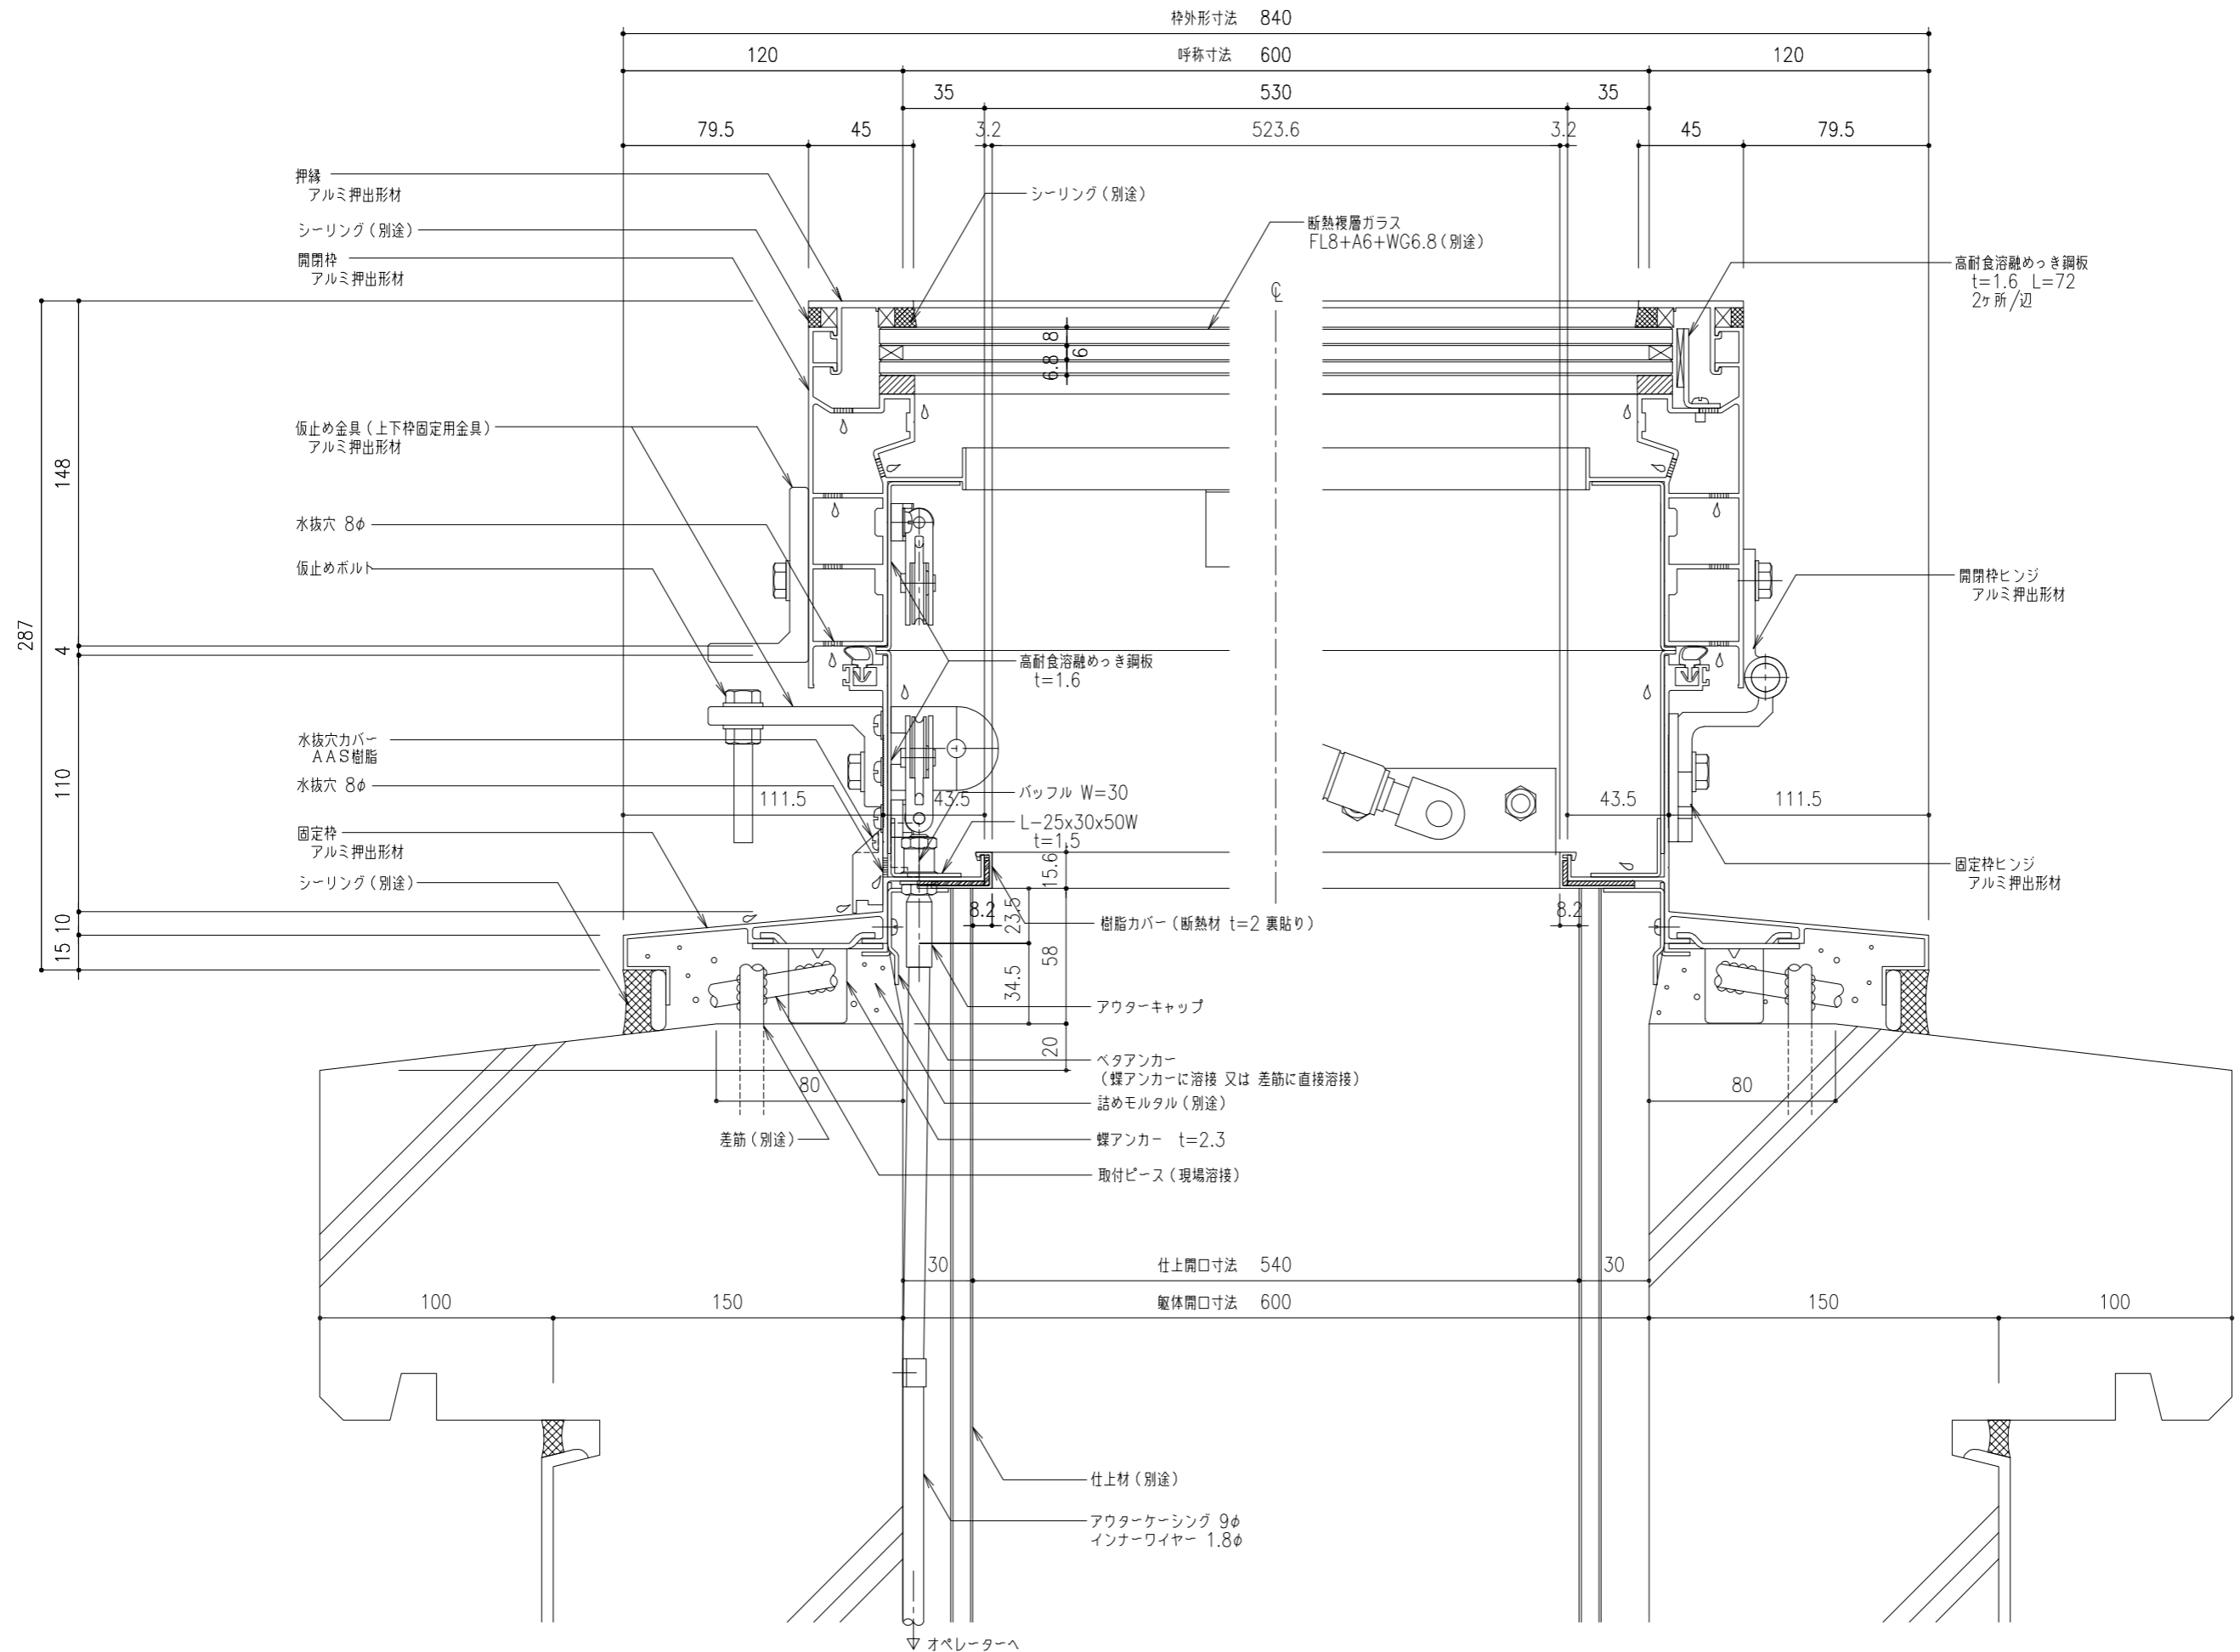 枠外形寸法 840
120 呼称寸法 600 120
35 530 35
79.5 45 3.2 523.6 3.2 45 79.5
押縁
アルミ押出形材
シーリング(別途)
シーリング(別途)
断熱複層ガラス
FL8+A6+WG6.8(別途)
開閉枠
アルミ押出形材
高耐食溶融めっき鋼板
t=1.6 L=72
2ケ所/辺
℄
8
6
6.8
仮止め金具(上下枠固定用金具)
アルミ押出形材
148
水抜穴 8φ
仮止めボルト
開閉枠ヒンジ
アルミ押出形材
287
4
高耐食溶融めっき鋼板
t=1.6
水抜穴カバー
AAS樹脂
水抜穴 8φ
110
111.5 43.5
バッフル W=30
43.5 111.5
L-25x30x50W
t=1.5
固定枠
アルミ押出形材
15.6
固定枠ヒンジ
アルミ押出形材
シーリング(別途)
8.2
23.5
8.2
樹脂カバー(断熱材 t=2 裏貼り)
10
15
58
34.5
アウターキャップ
20
ベタアンカー
(蝶アンカーに溶接 又は 差筋に直接溶接)
80
80
詰めモルタル(別途)
差筋(別途)
蝶アンカー t=2.3
取付ピース(現場溶接)
30 仕上開口寸法 540 30
100 150 躯体開口寸法 600 150 100
仕上材(別途)
アウターケーシング 9φ
インナーワイヤー 1.8φ
オペレーターへ